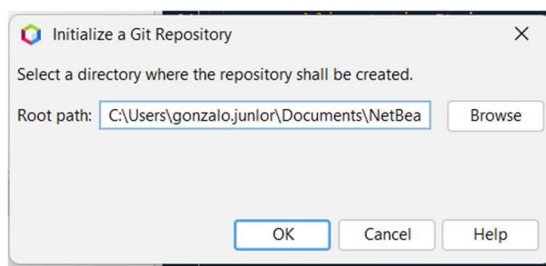 Initialize a Git Repository
Select a directory where the repository shall be created.
Root path: C:\Users\gonzalo.junlor\Documents\NetBea Browse
OK Cancel Help